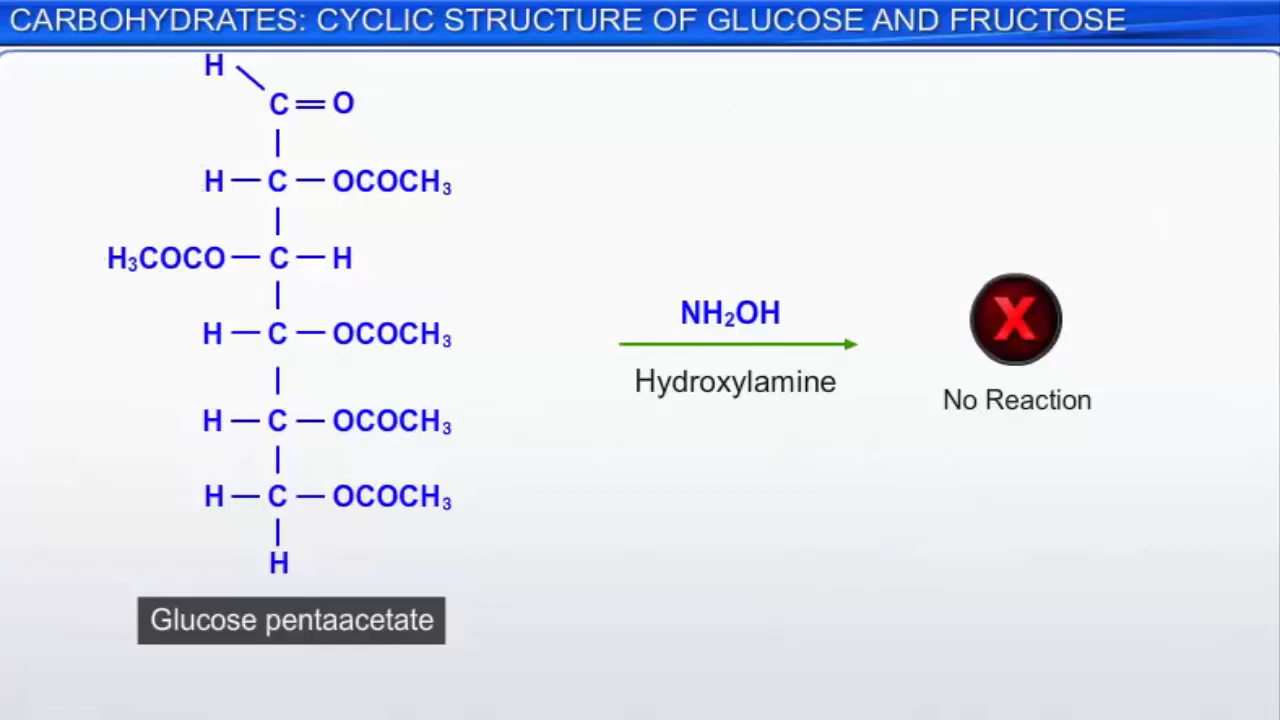 CARBOHYDRATES: CYCLIC STRUCTURE OF GLUCOSE AND FRUCTOSE
H
C=O
H—C—OCOCH₃
H₃COCO—C—H
H—C—OCOCH₃
H—C—OCOCH₃
H—C—OCOCH₃
H
NH₂OH
Hydroxylamine
X
No Reaction
Glucose pentaacetate